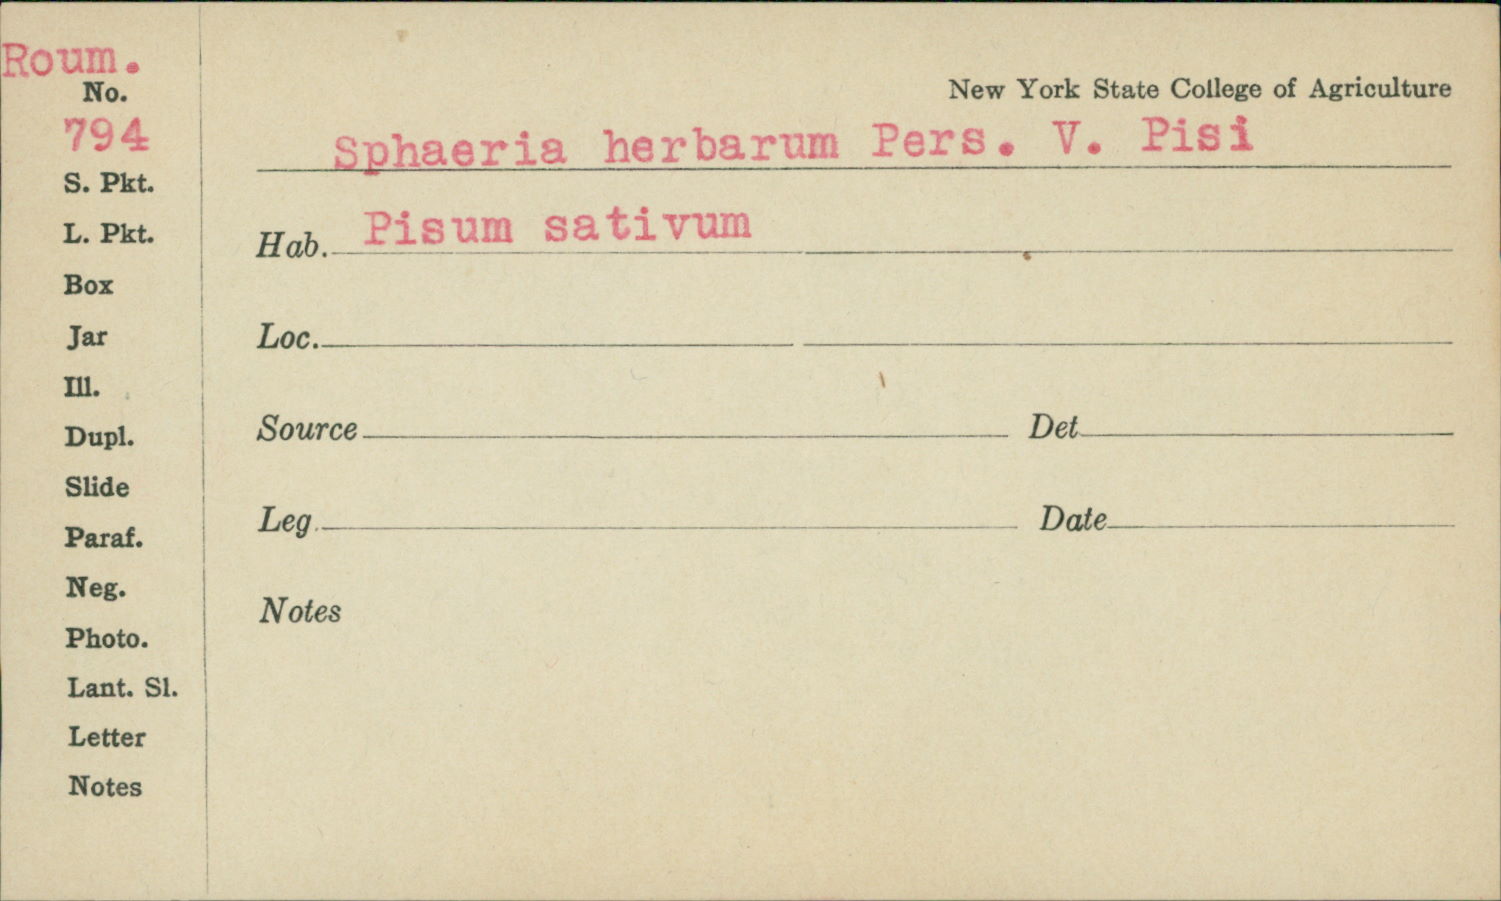 Roum.
No.
794
S. Pkt.
L. Pkt.
Box
Jar
Ill.
Dupl.
Slide
Paraf.
Neg.
Photo.
Lant. Sl.
Letter
Notes
New York State College of Agriculture
Sphaeria herbarum Pers. V. Pisi
Hab. Pisum sativum
Loc.
Source Det
Leg. Date
Notes